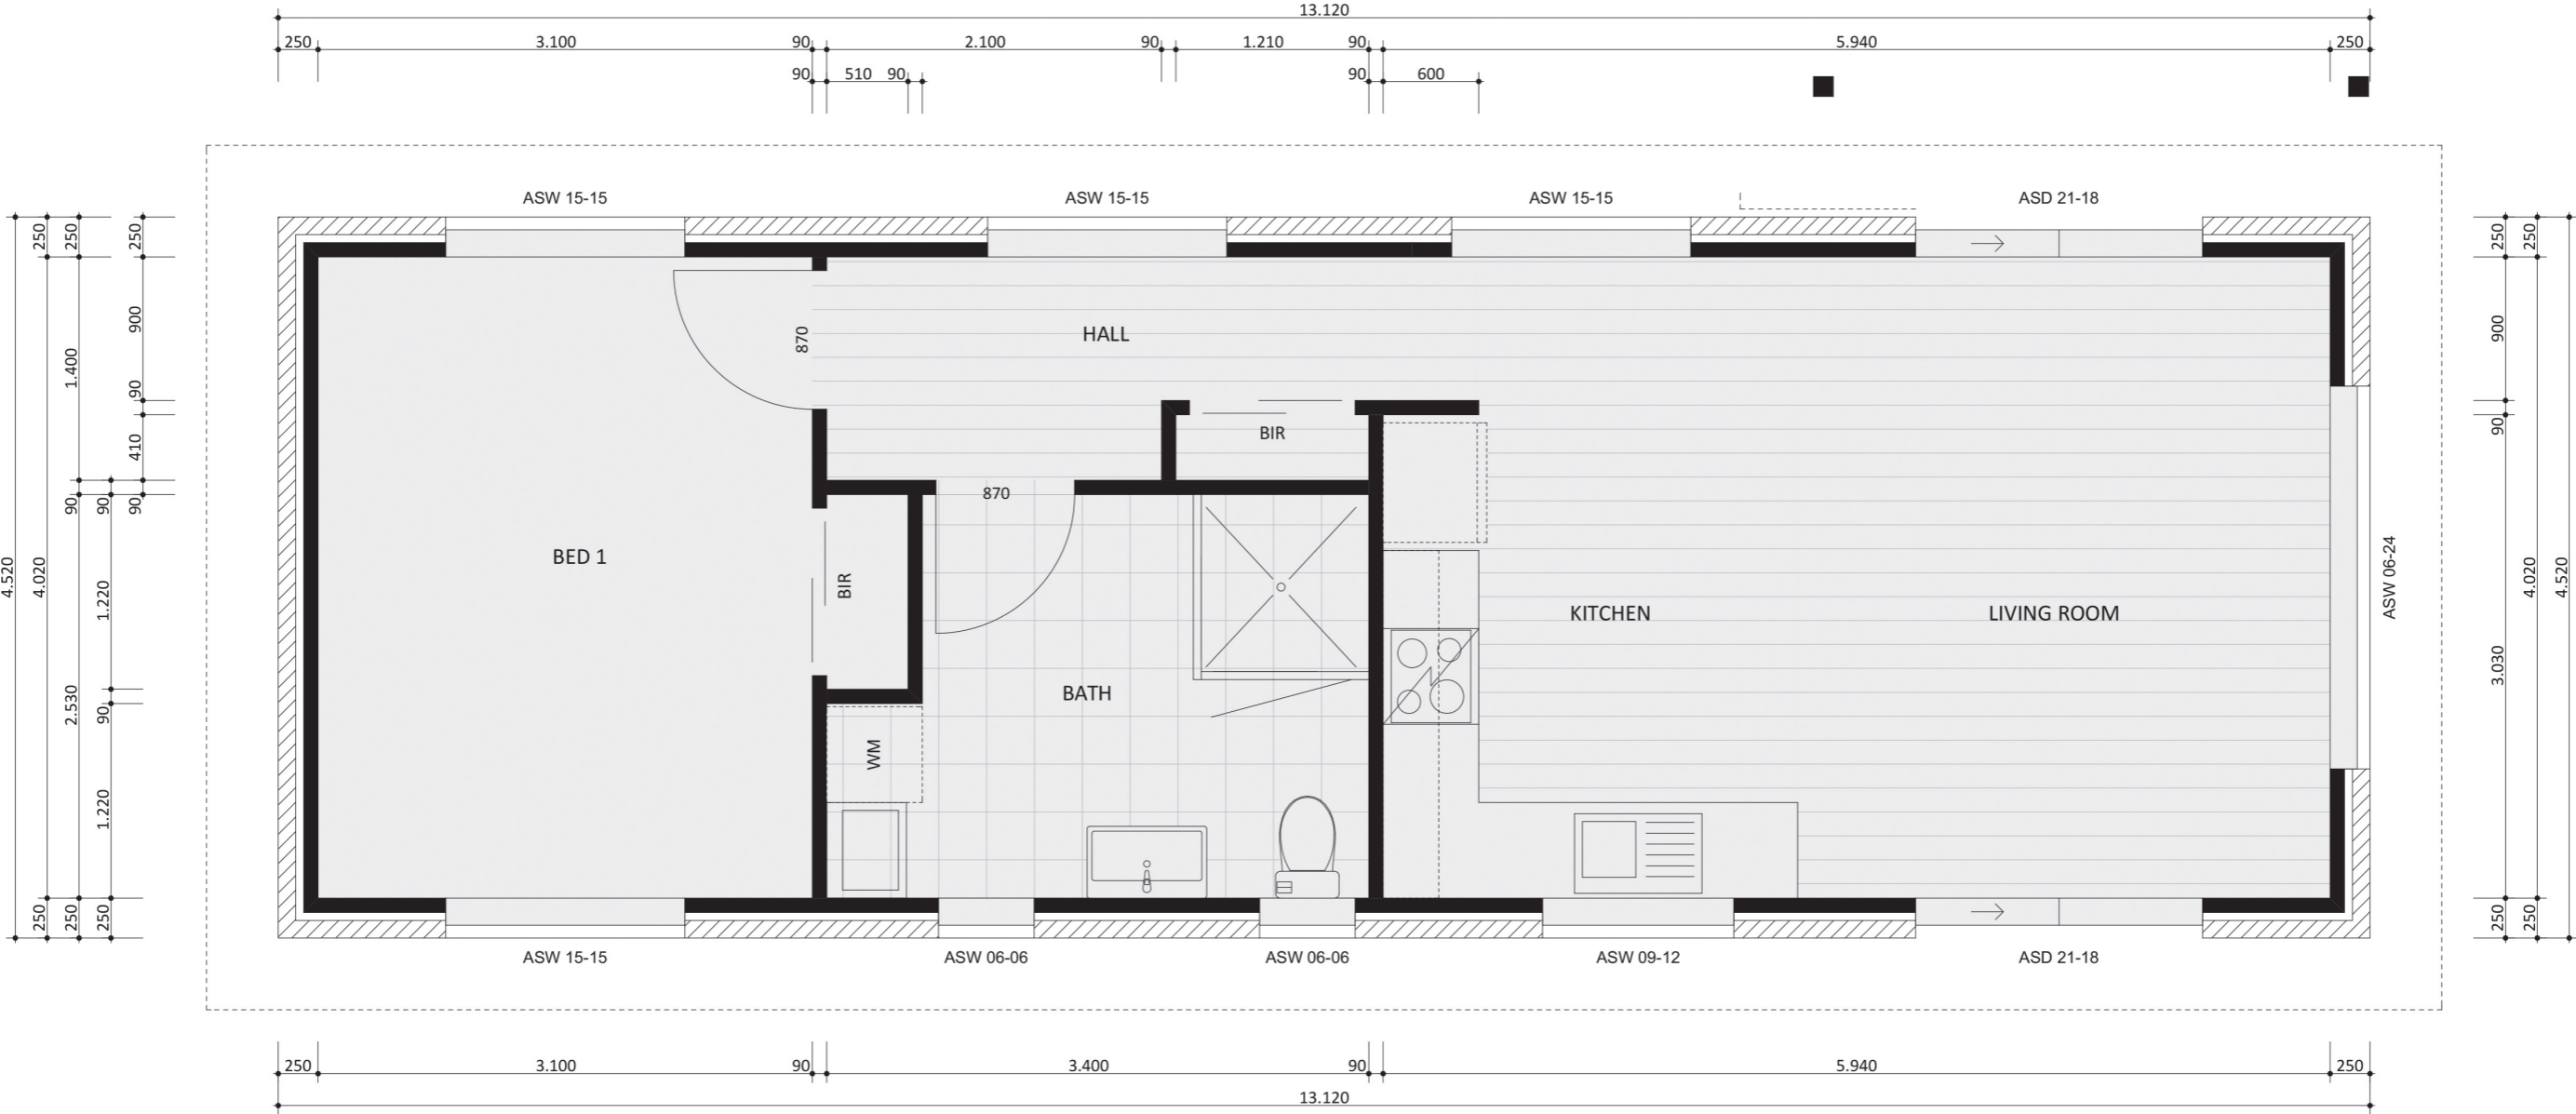 13.120
250 3.100 90 2.100 90 1.210 90 5.940 250
90 510 90 90 600
ASW 15-15 ASW 15-15 ASW 15-15 ASD 21-18
4.520
250 4.020 250
250 1.400 90 2.530 250
90 1.220 90 1.220 250
250 900 90 410 90
870
HALL
BIR
870
BED 1
BIR
KITCHEN LIVING ROOM
BATH
WM
250 900 90 3.030 250
250 4.020 250
4.520
ASW 06-24
ASW 15-15 ASW 06-06 ASW 06-06 ASW 09-12 ASD 21-18
250 3.100 90 3.400 90 5.940 250
13.120